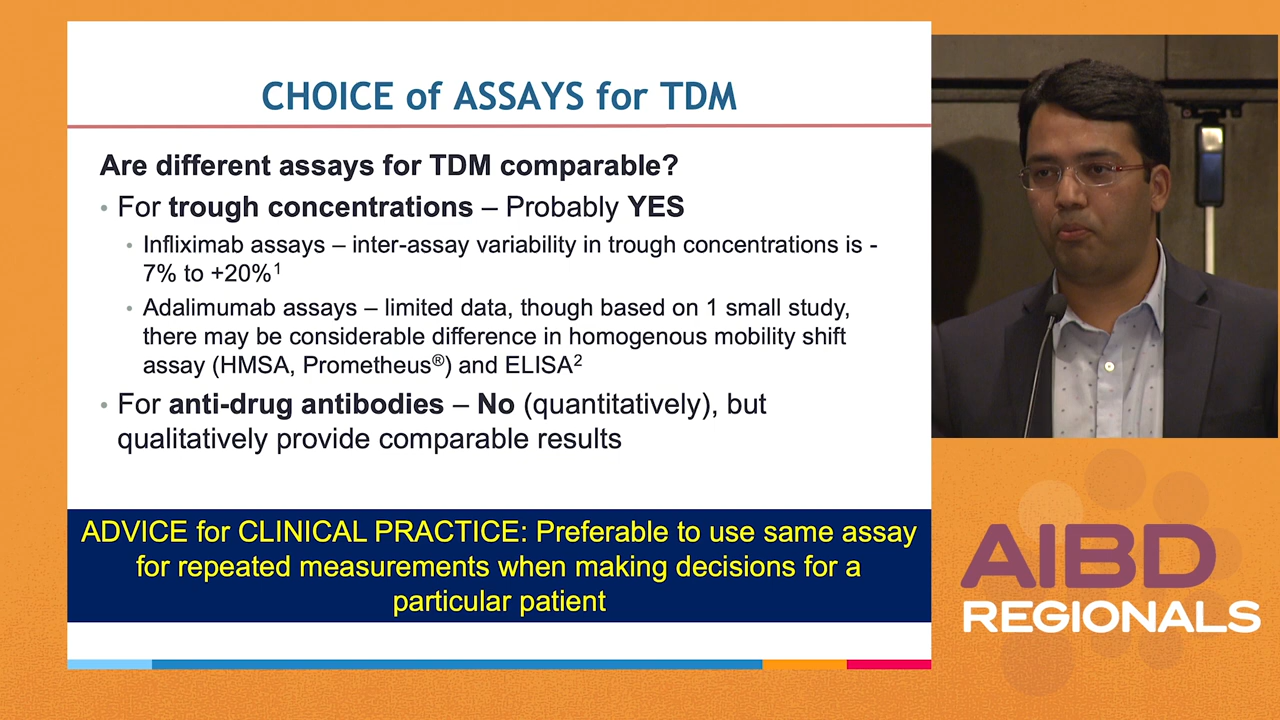 CHOICE of ASSAYS for TDM
Are different assays for TDM comparable?
• For trough concentrations – Probably YES
• Infliximab assays – inter-assay variability in trough concentrations is -
7% to +20%1
• Adalimumab assays – limited data, though based on 1 small study,
there may be considerable difference in homogenous mobility shift
assay (HMSA, Prometheus®) and ELISA2
• For anti-drug antibodies – No (quantitatively), but
qualitatively provide comparable results
ADVICE for CLINICAL PRACTICE: Preferable to use same assay
for repeated measurements when making decisions for a
particular patient
AIBD
REGIONALS